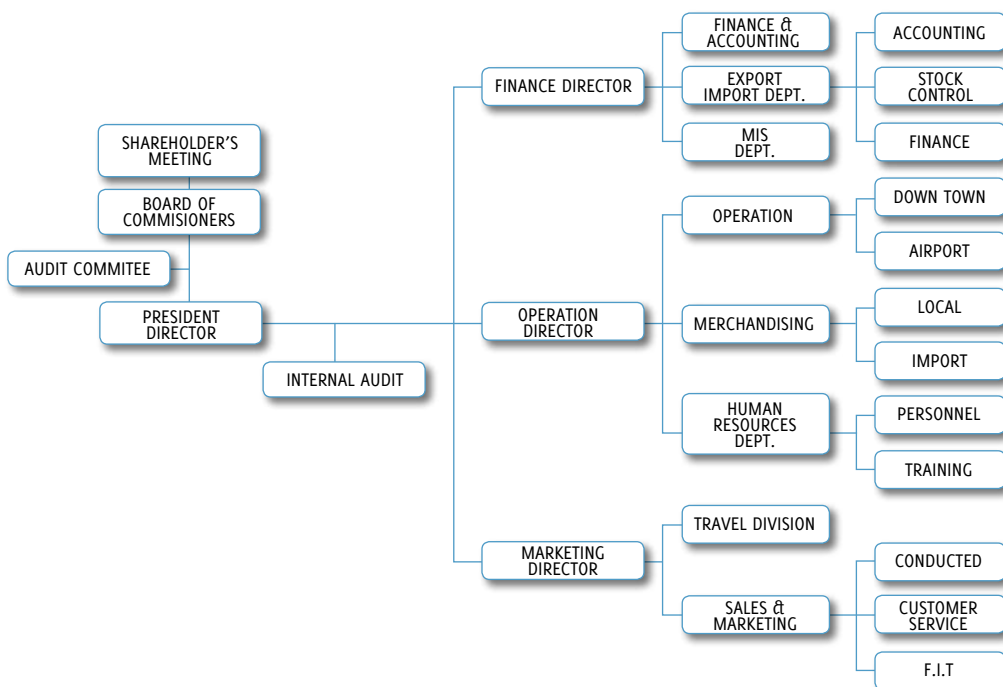 SHAREHOLDER'S
MEETING
BOARD OF
COMMISIONERS
AUDIT COMMITEE
PRESIDENT
DIRECTOR
INTERNAL AUDIT
FINANCE DIRECTOR
FINANCE &
ACCOUNTING
EXPORT
IMPORT DEPT.
MIS
DEPT.
ACCOUNTING
STOCK
CONTROL
FINANCE
OPERATION
DIRECTOR
OPERATION
DOWN TOWN
AIRPORT
MERCHANDISING
LOCAL
IMPORT
HUMAN
RESOURCES
DEPT.
PERSONNEL
TRAINING
MARKETING
DIRECTOR
TRAVEL DIVISION
SALES &
MARKETING
CONDUCTED
CUSTOMER
SERVICE
F.I.T